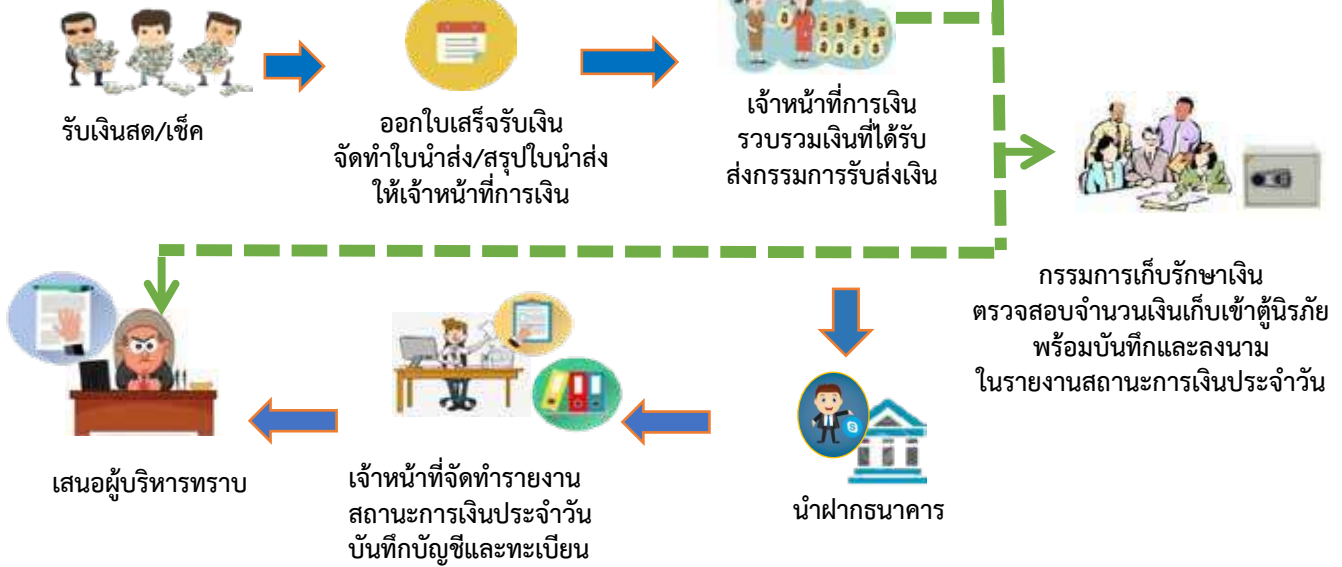 รับเงินสด/เช็ค
ออกใบเสร็จรับเงิน
จัดทำใบนำส่ง/สรุปใบนำส่ง
ให้เจ้าหน้าที่การเงิน
เจ้าหน้าที่การเงิน
รวบรวมเงินที่ได้รับ
ส่งกรรมการรับส่งเงิน
กรรมการเก็บรักษาเงิน
ตรวจสอบจำนวนเงินเก็บเข้าตู้นิรภัย
พร้อมบันทึกและลงนาม
ในรายงานสถานะการเงินประจำวัน
เสนอผู้บริหารทราบ
เจ้าหน้าที่จัดทำรายงาน
สถานะการเงินประจำวัน
บันทึกบัญชีและทะเบียน
นำฝากธนาคาร